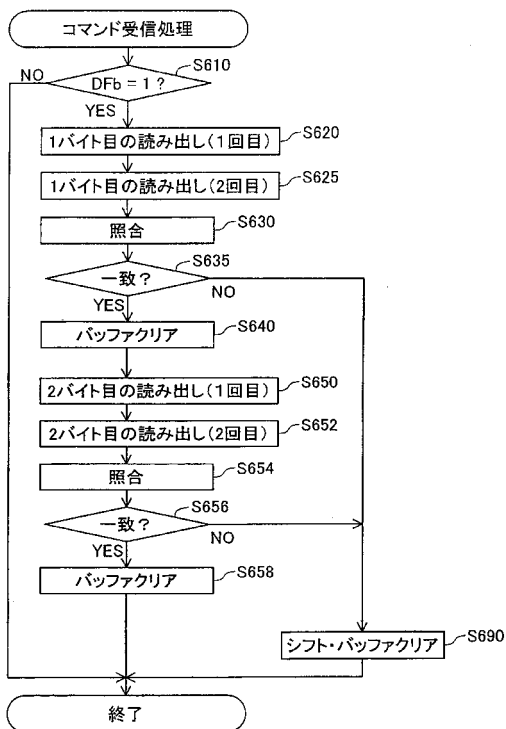 コマンド受信処理
S610
NO
DFb = 1 ?
YES
1バイト目の読み出し(1回目)
S620
1バイト目の読み出し(2回目)
S625
S630
照合
S635
一致?
YES
NO
バッファクリア
S640
2バイト目の読み出し(1回目)
S650
2バイト目の読み出し(2回目)
S652
S654
照合
S656
一致?
YES
NO
バッファクリア
S658
シフト・バッファクリア
S690
終了